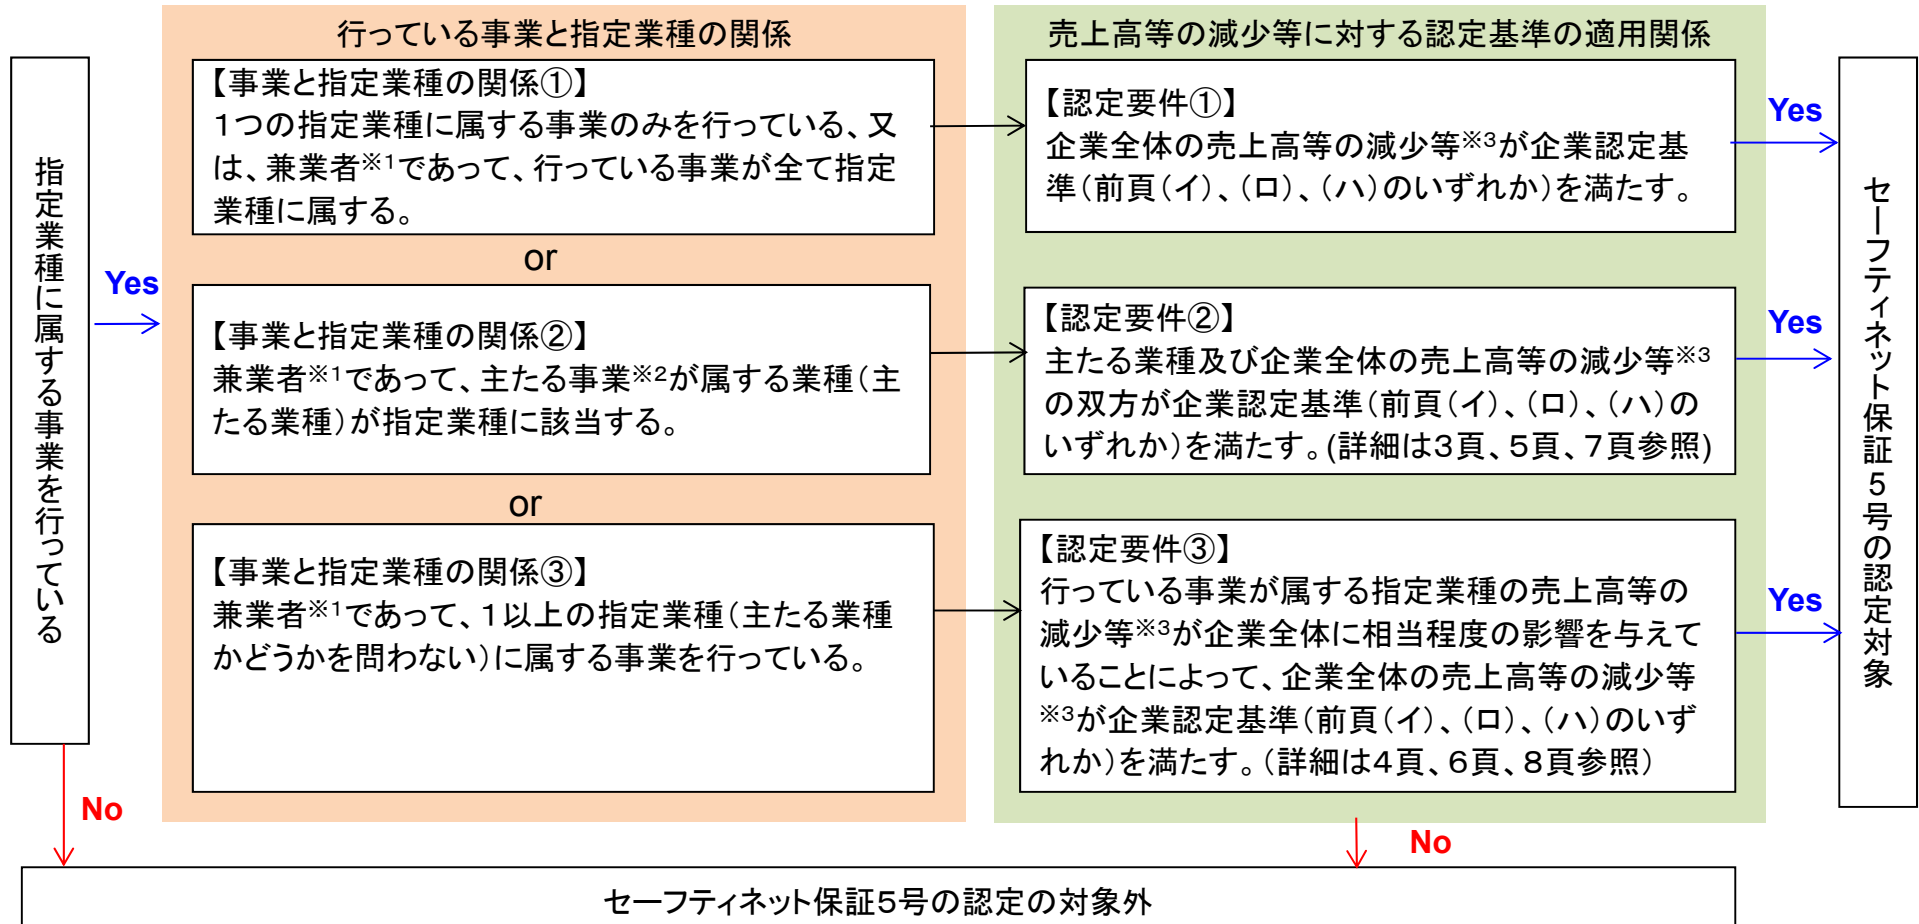 指定業種に属する事業を行っている
Yes
No
行っている事業と指定業種の関係
【事業と指定業種の関係①】
1つの指定業種に属する事業のみを行っている、又
は、兼業者※1であって、行っている事業が全て指定
業種に属する。
or
【事業と指定業種の関係②】
兼業者※1であって、主たる事業※2が属する業種(主
たる業種)が指定業種に該当する。
or
【事業と指定業種の関係③】
兼業者※1であって、1以上の指定業種(主たる業種
かどうかを問わない)に属する事業を行っている。
売上高等の減少等に対する認定基準の適用関係
【認定要件①】
企業全体の売上高等の減少等※3が企業認定基
準(前頁(イ)、(ロ)、(ハ)のいずれか)を満たす。
Yes
【認定要件②】
主たる業種及び企業全体の売上高等の減少等※3
の双方が企業認定基準(前頁(イ)、(ロ)、(ハ)の
いずれか)を満たす。(詳細は3頁、5頁、7頁参照)
Yes
【認定要件③】
行っている事業が属する指定業種の売上高等の
減少等※3が企業全体に相当程度の影響を与えて
いることによって、企業全体の売上高等の減少等
※3が企業認定基準(前頁(イ)、(ロ)、(ハ)のいず
れか)を満たす。(詳細は4頁、6頁、8頁参照)
Yes
No
セーフティネット保証5号の認定対象
セーフティネット保証5号の認定の対象外